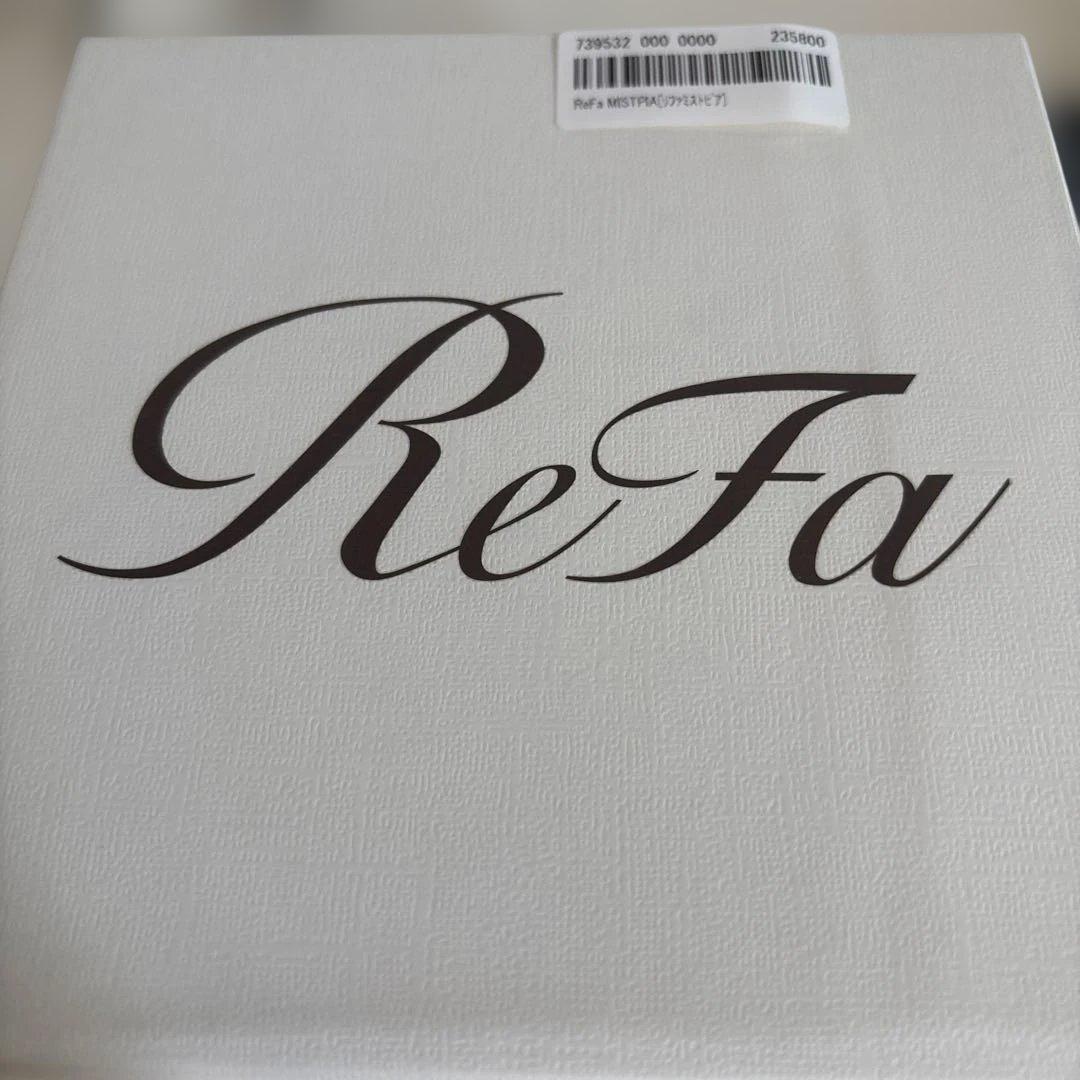 739532 000 0000 235800
ReFa MISTPIA[ﾘﾌｧﾐｽﾄﾋﾟｱ]
ReFa